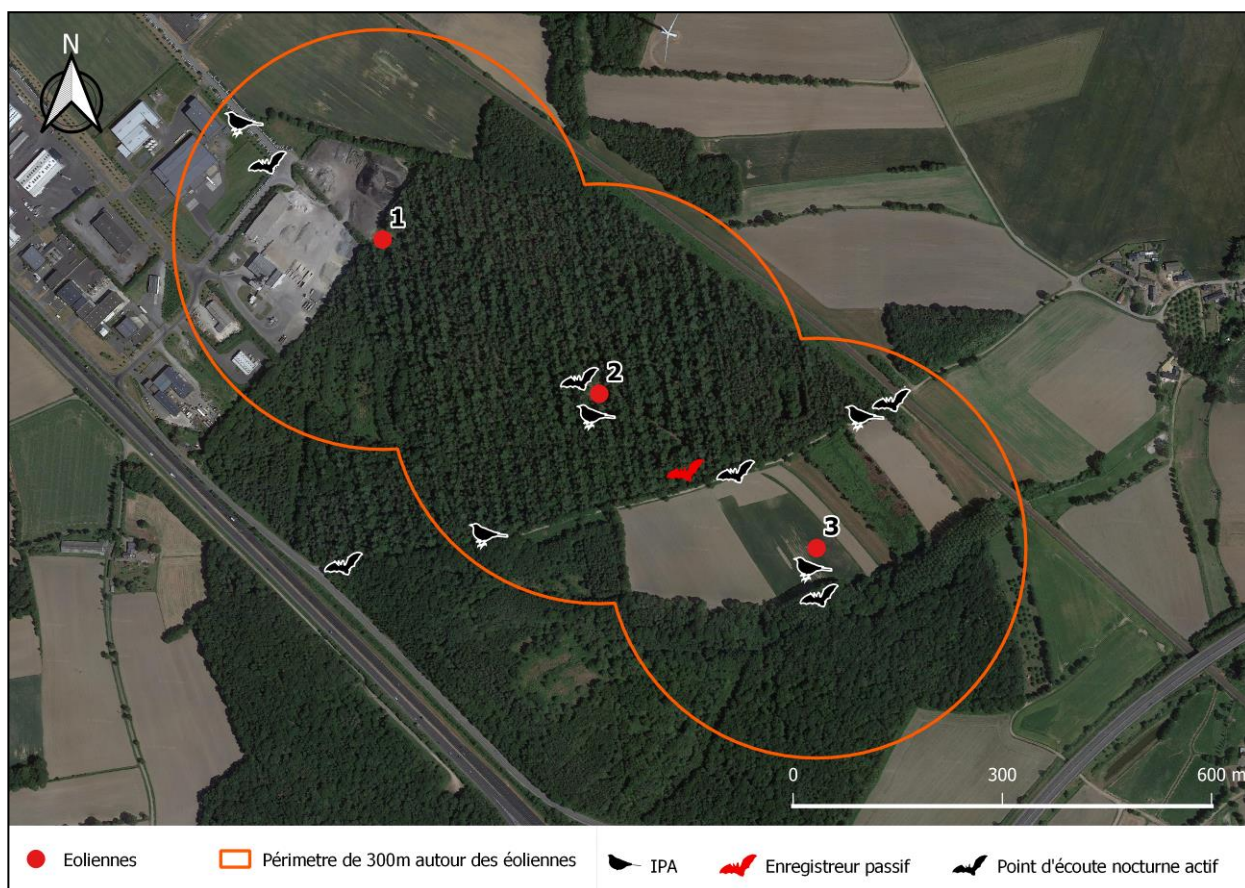 N
1
2
3
0 300 600 m
Eoliennes
Périmetre de 300m autour des éoliennes
IPA
Enregistreur passif
Point d'écoute nocturne actif